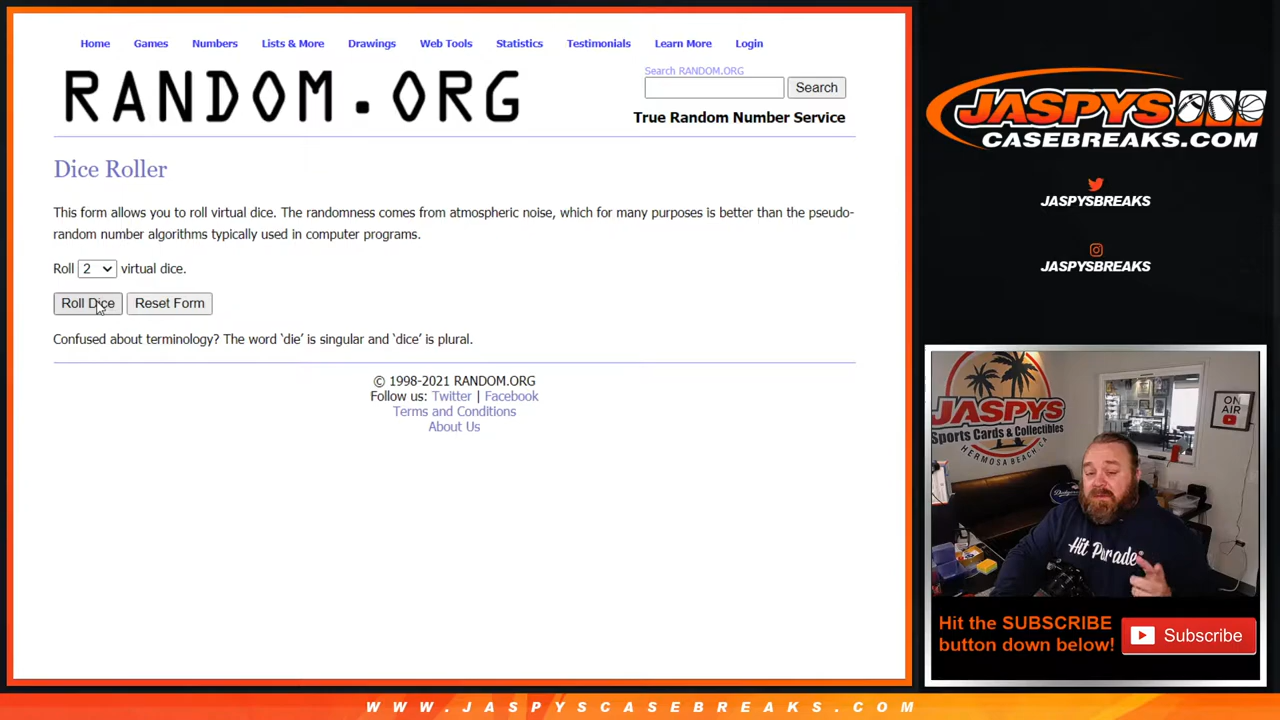 Home Games Numbers Lists & More Drawings Web Tools Statistics Testimonials Learn More Login
RANDOM.ORG
Search RANDOM.ORG
Search
True Random Number Service
Dice Roller
This form allows you to roll virtual dice. The randomness comes from atmospheric noise, which for many purposes is better than the pseudo-
random number algorithms typically used in computer programs.
Roll 2 virtual dice.
Roll Dice Reset Form
Confused about terminology? The word ‘die’ is singular and ‘dice’ is plural.
© 1998-2021 RANDOM.ORG
Follow us: Twitter | Facebook
Terms and Conditions
About Us
JASPYS
CASEBREAKS.COM
JASPYSBREAKS
JASPYSBREAKS
JASPYS
Sports Cards & Collectibles
HERMOSA BEACH, CA
ON
AIR
Hit Parade
Hit the SUBSCRIBE
button down below!
Subscribe
WWW.JASPYSCASEBREAKS.COM